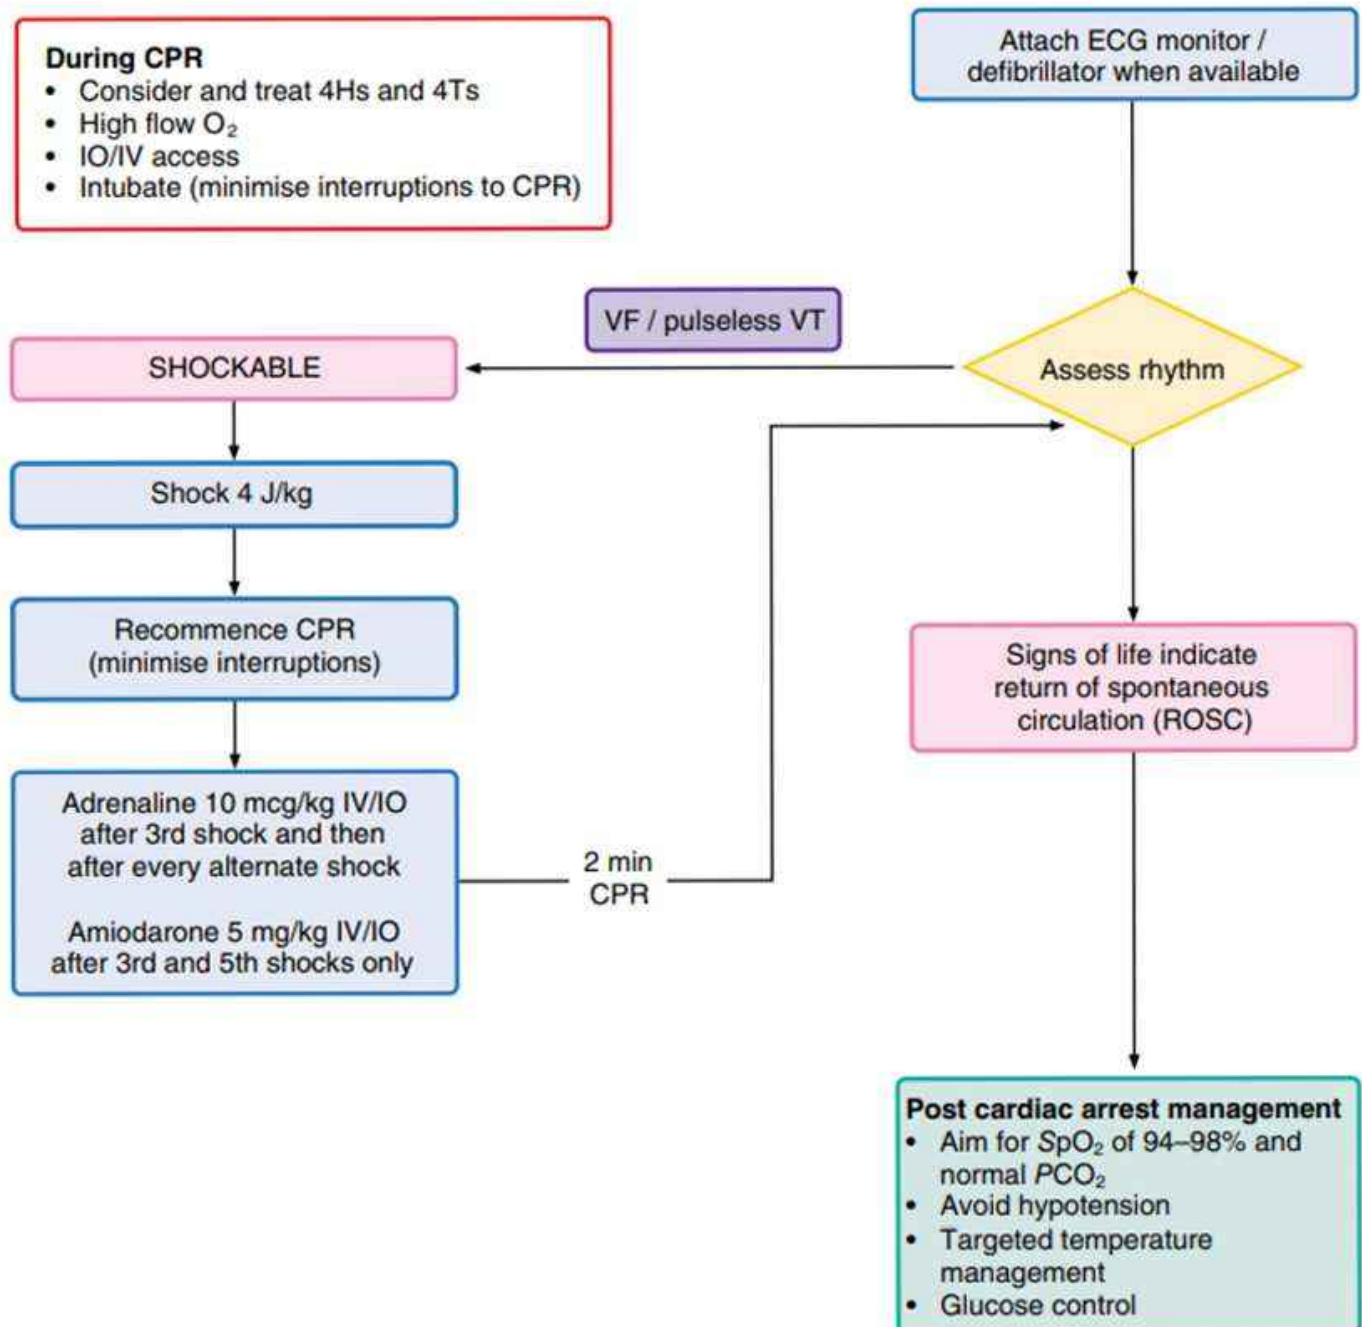 During CPR
• Consider and treat 4Hs and 4Ts
• High flow O₂
• IO/IV access
• Intubate (minimise interruptions to CPR)
Attach ECG monitor /
defibrillator when available
VF / pulseless VT
Assess rhythm
SHOCKABLE
Shock 4 J/kg
Recommence CPR
(minimise interruptions)
Adrenaline 10 mcg/kg IV/IO
after 3rd shock and then
after every alternate shock
Amiodarone 5 mg/kg IV/IO
after 3rd and 5th shocks only
2 min
CPR
Signs of life indicate
return of spontaneous
circulation (ROSC)
Post cardiac arrest management
• Aim for SpO₂ of 94–98% and
normal PCO₂
• Avoid hypotension
• Targeted temperature
management
• Glucose control